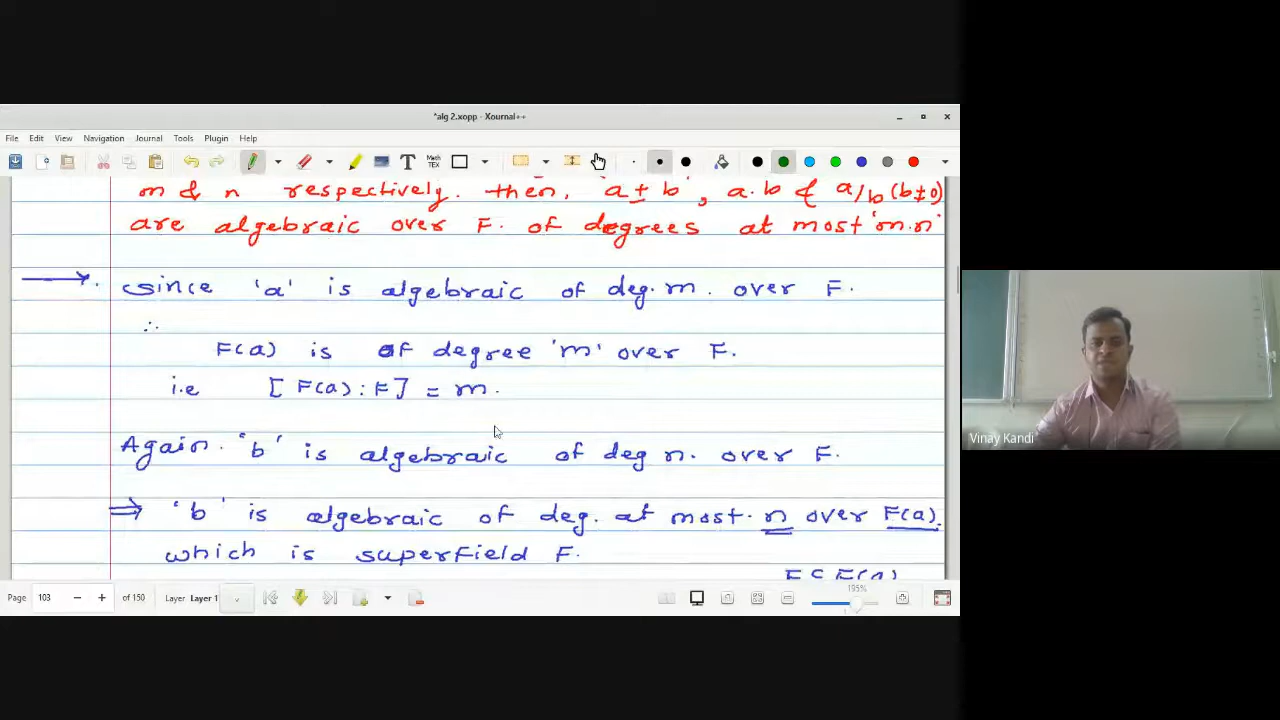 *alg 2.xopp - Xournal++
File Edit View Navigation Journal Tools Plugin Help
Math TEX
m & n respectively. then, 'a ± b', a.b & a/b (b≠0)
are algebraic over F. of degrees at most 'm.n'
→. Since 'a' is algebraic of deg. m. over F.
∴
F(a) is of degree 'm' over F.
i.e [F(a):F] = m.
Again. 'b' is algebraic of deg n. over F.
⇒ 'b' is algebraic of deg. at most. n over F(a).
which is superfield F.
F ⊆ F(a)
Page 103 of 150 Layer Layer 1 195%
Vinay Kandi